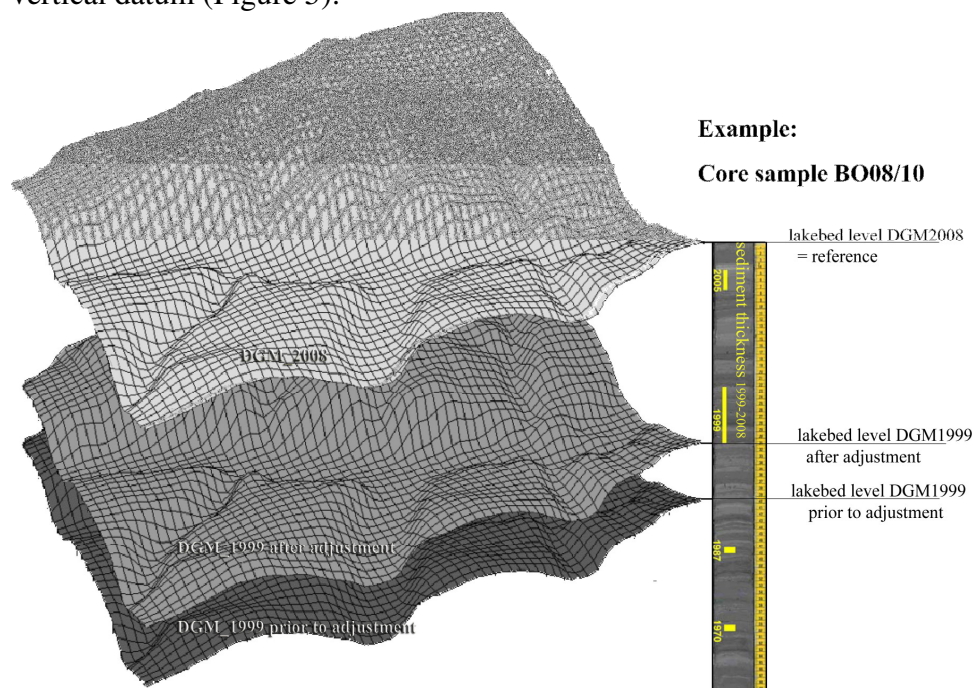 vertical datum (Figure 3).
Example:
Core sample BO08/10
lakebed level DGM2008
= reference
sediment thickness 1999-2008
2005
DGM_2008
1999
lakebed level DGM1999
after adjustment
lakebed level DGM1999
prior to adjustment
DGM_1999 after adjustment
1987
DGM_1999 prior to adjustment
1970